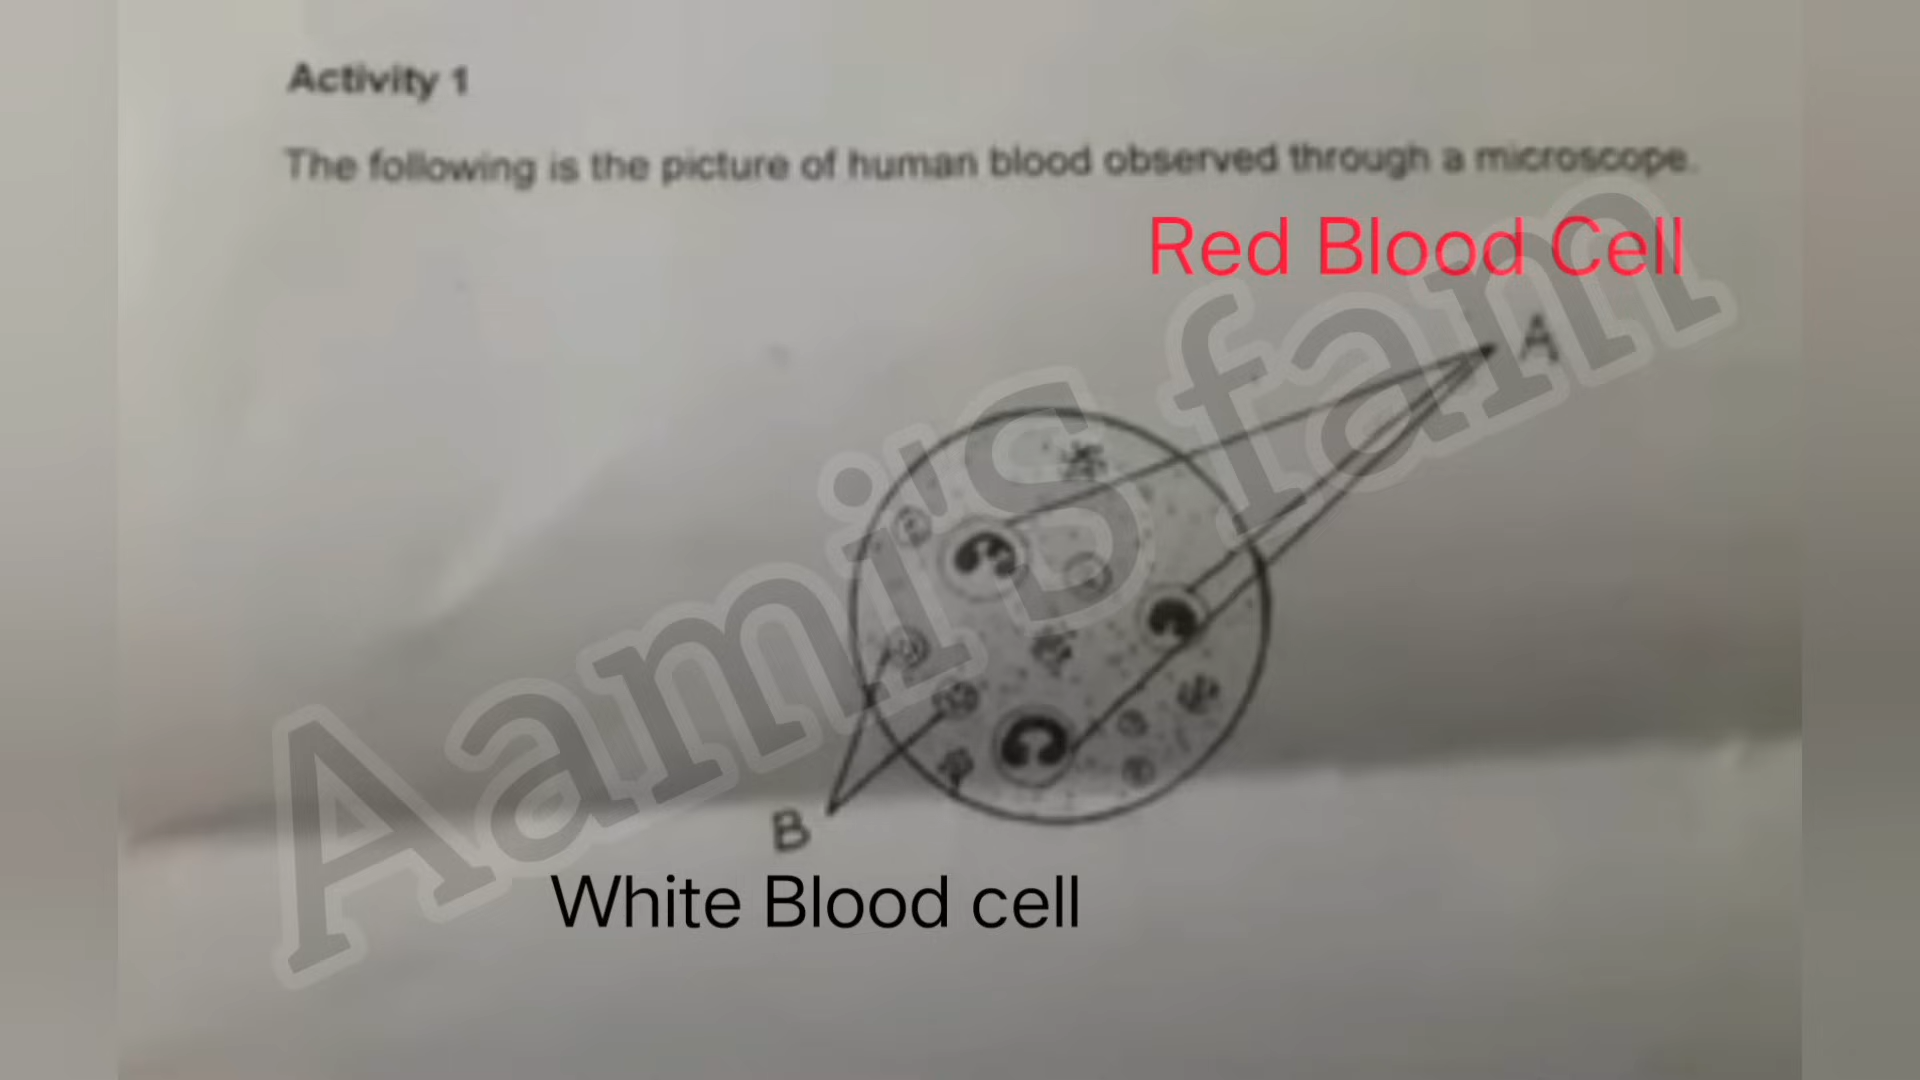 Activity 1
The following is the picture of human blood observed through a microscope.
Red Blood Cell
A
Aami'S fam
B
White Blood cell